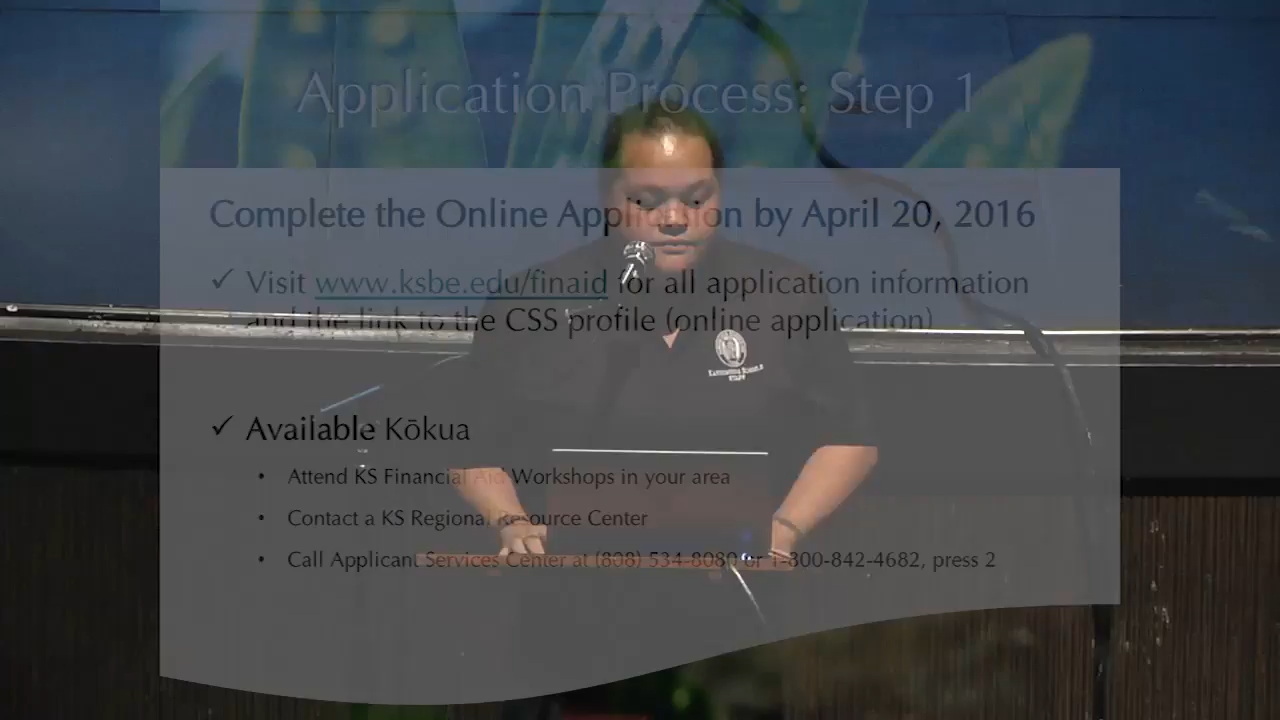 Application Process: Step 1
Complete the Online Application by April 20, 2016
✓ Visit www.ksbe.edu/finaid for all application information
and the link to the CSS profile (online application)
✓ Available Kōkua
• Attend KS Financial Aid Workshops in your area
• Contact a KS Regional Resource Center
• Call Applicant Services Center at (808) 534-8080 or 1-800-842-4682, press 2
KAMEHAMEHA SCHOOLS
STAFF